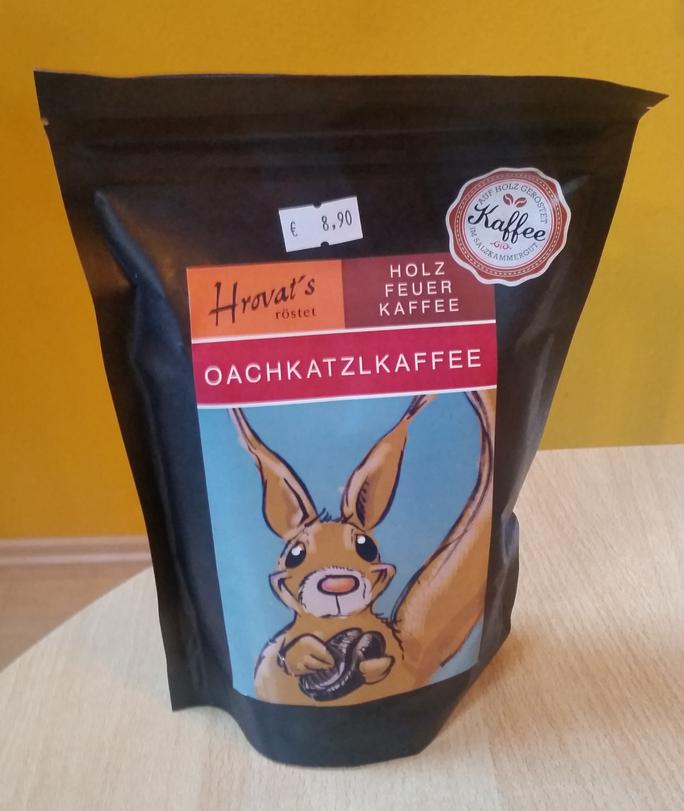 € 8,90
AUF HOLZ GERÖSTET
Kaffee
IM SALZKAMMERGUT
Hrovat's
röstet
HOLZ
FEUER
KAFFEE
OACHKATZLKAFFEE